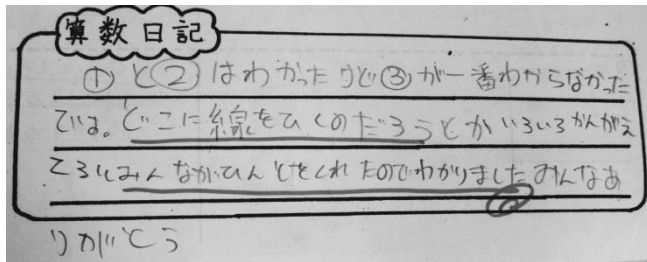 算数日記
①と②はわかったけど③が一番わからなかった
です。どこに線をひくのだろうとかいろいろかんがえ
てるしみんながひんとをくれたのでわかりましたみんなあ
りがとう